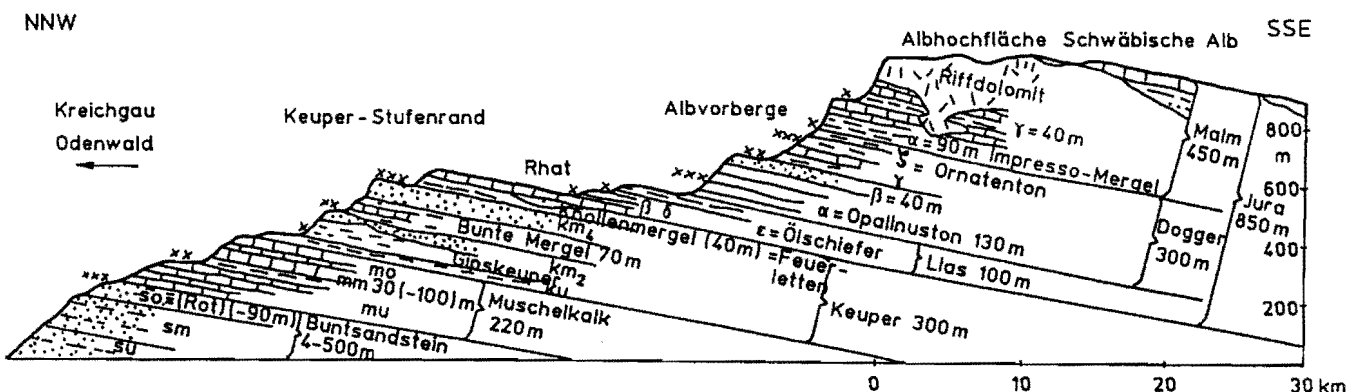 NNW
SSE
Albhochfläche Schwäbische Alb
Kreichgau
Odenwald
Keuper-Stufenrand
Albvorberge
Riffdolomit
Rhat
γ=40m
α=90m Impresso-Mergel
ξ = Ornatenton
γ
β=40m
α=Opalinuston 130m
β δ
ε=Ölschiefer
Knollenmergel (40m) =Feuer-
letten
km₄
Bunte Mergel 70m
km₂
Gipskeuper
ku
mo
mm 30 (-100)m
mu
so=(Rot) (-90m)
sm
su
Buntsandstein
4-500m
Muschelkalk
220m
Keuper 300m
Lias 100m
Dogger
300m
Malm
450m
Jura
850m
800
m
600
400
200
0 10 20 30 km